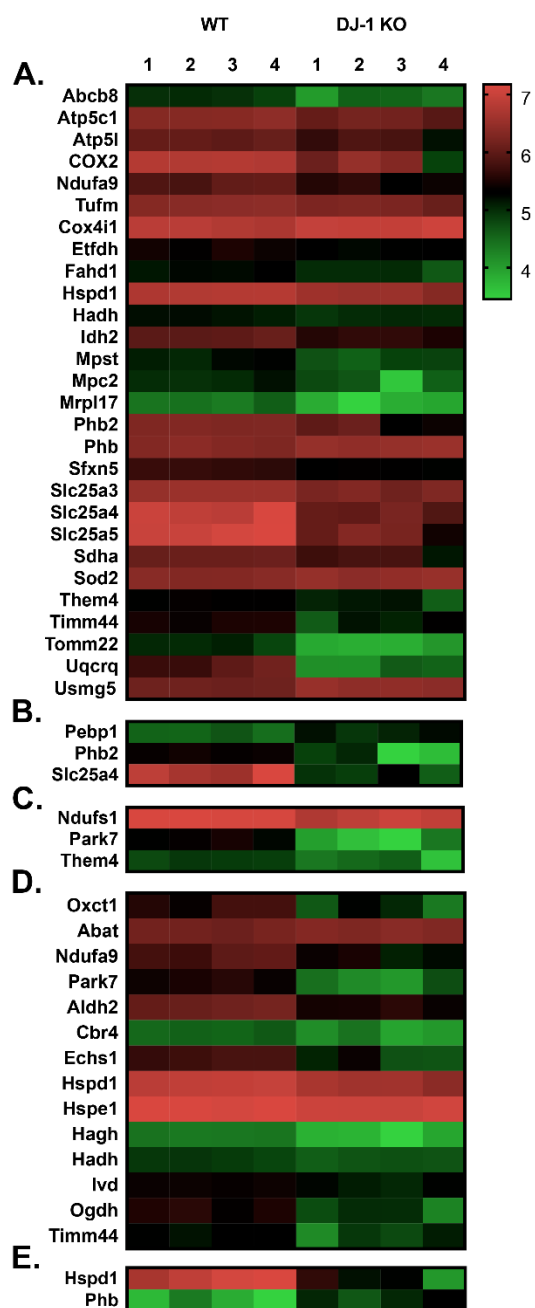 WT DJ-1 KO
1 2 3 4 1 2 3 4
A.
7
6
5
4
Abcb8
Atp5c1
Atp5l
COX2
Ndufa9
Tufm
Cox4i1
Etfdh
Fahd1
Hspd1
Hadh
Idh2
Mpst
Mpc2
Mrpl17
Phb2
Phb
Sfxn5
Slc25a3
Slc25a4
Slc25a5
Sdha
Sod2
Them4
Timm44
Tomm22
Uqcrq
Usmg5
B.
Pebp1
Phb2
Slc25a4
C.
Ndufs1
Park7
Them4
D.
Oxct1
Abat
Ndufa9
Park7
Aldh2
Cbr4
Echs1
Hspd1
Hspe1
Hagh
Hadh
Ivd
Ogdh
Timm44
E.
Hspd1
Phb